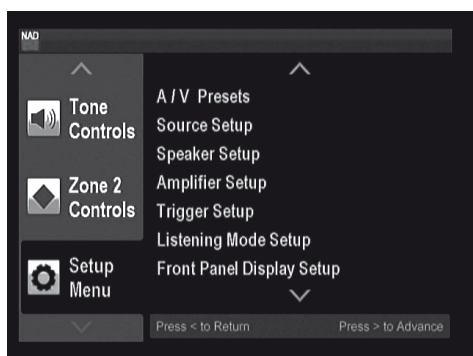 NAD
Tone
Controls
Zone 2
Controls
Setup
Menu
A / V Presets
Source Setup
Speaker Setup
Amplifier Setup
Trigger Setup
Listening Mode Setup
Front Panel Display Setup
Press < to Return
Press > to Advance